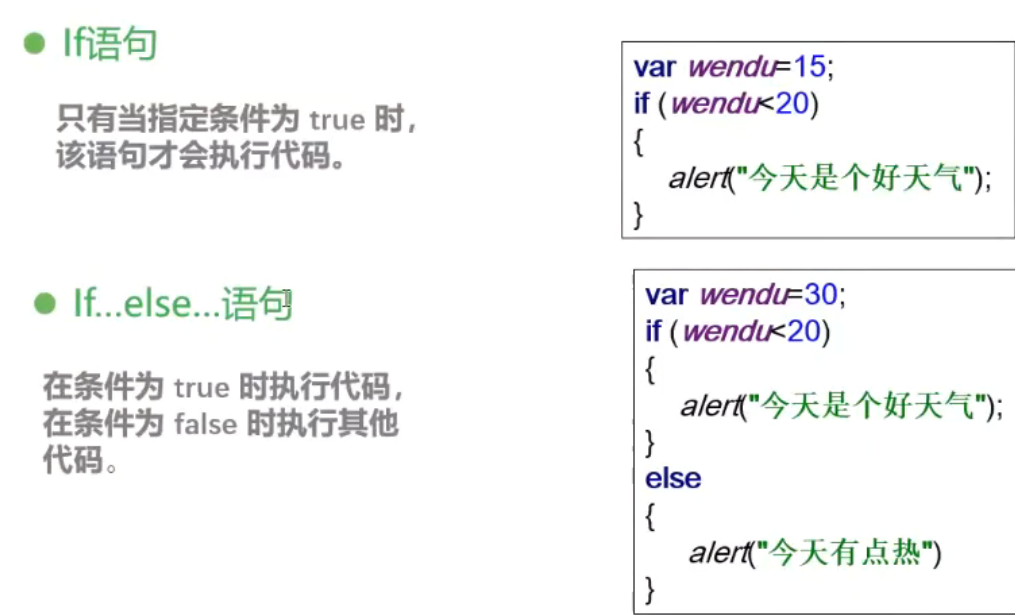 If语句
只有当指定条件为 true 时，
该语句才会执行代码。
var wendu=15;
if (wendu<20)
{
alert("今天是个好天气");
}
If...else...语句
在条件为 true 时执行代码，
在条件为 false 时执行其他
代码。
var wendu=30;
if (wendu<20)
{
alert("今天是个好天气");
}
else
{
alert("今天有点热")
}